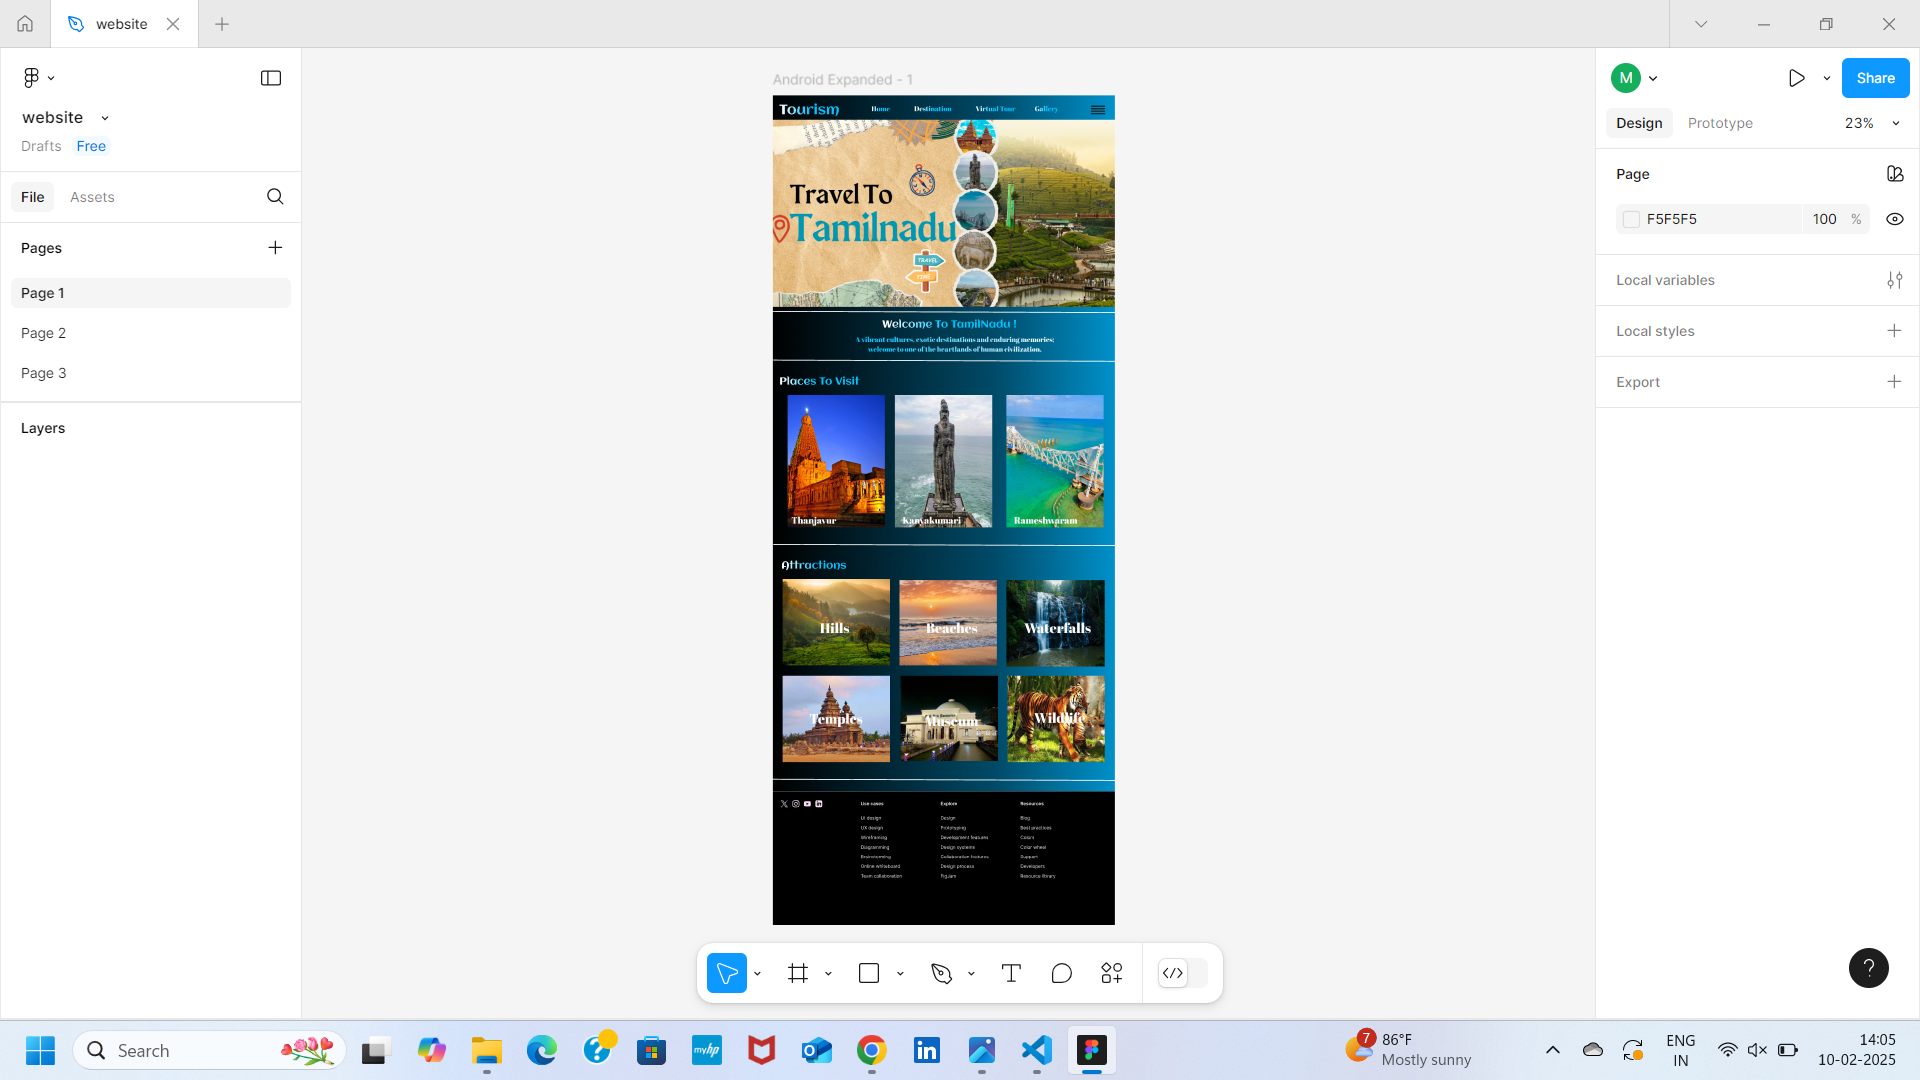 website
website
Drafts Free
File Assets
Pages
Page 1
Page 2
Page 3
Layers
Android Expanded - 1
Tourism Home Destination Virtual Tour Gallery
Travel To
Tamilnadu
TRAVEL
TIME
Welcome To TamilNadu !
A vibrant cultures, exotic destinations and enduring memories;
welcome to one of the heartlands of human civilization.
Places To Visit
Thanjavur Kanyakumari Rameshwaram
Attractions
Hills Beaches Waterfalls
Temples Museum Wildlife
Use cases Explore Resources
UI design Design Blog
UX design Prototyping Best practices
Wireframing Development features Colors
Diagramming Design systems Color wheel
Brainstorming Collaboration features Support
Online whiteboard Design process Developers
Team collaboration FigJam Resource library
M
Share
Design Prototype 23%
Page
F5F5F5 100 %
Local variables
Local styles
Export
?
Search
myhp
in
7
86°F
Mostly sunny
ENG
IN
14:05
10-02-2025